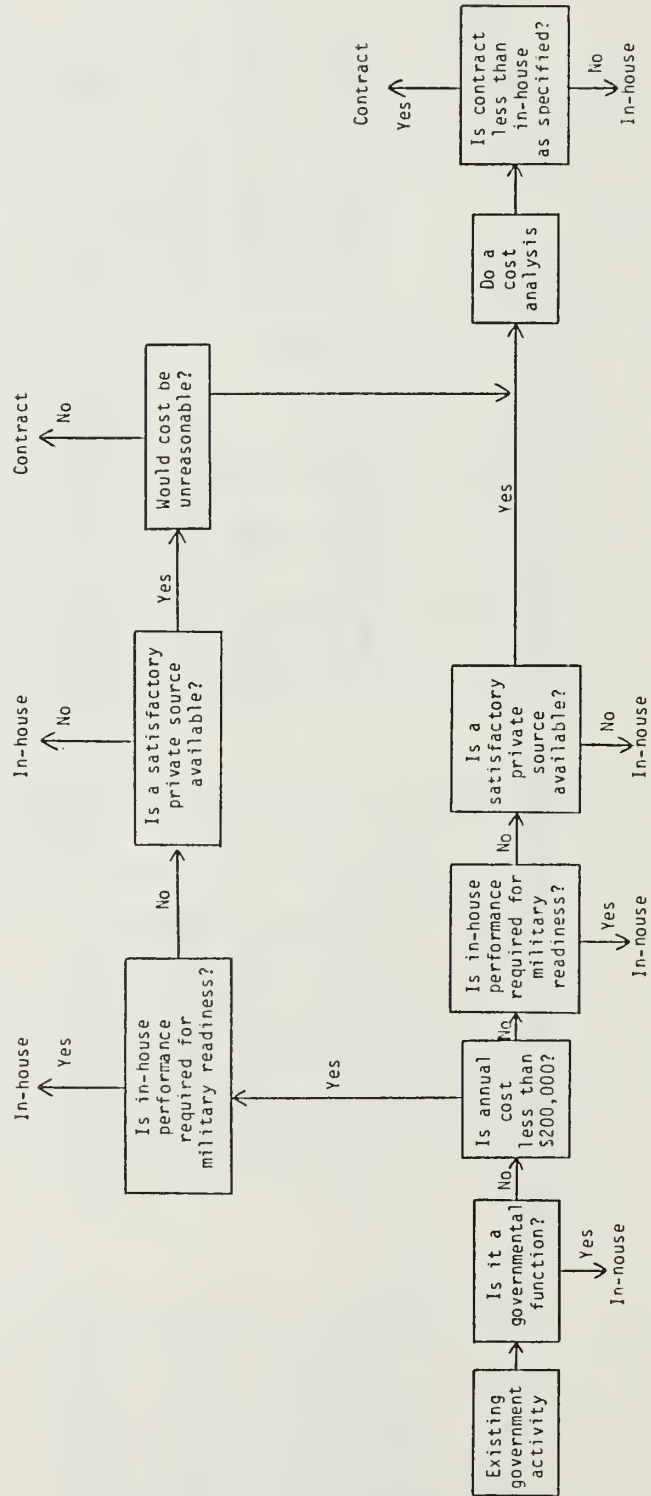 Existing
government
activity
Is it a
governmental
function?
Yes
In-nouse
No
Is annual
cost
less than
$200,000?
Yes
No
Is in-house
performance
required for
military readiness?
Yes
In-house
No
Is a satisfactory
private source
available?
No
In-house
Yes
Would cost be
unreasonable?
No
Contract
Is in-house
performance
required for
military
readiness?
Yes
In-nouse
No
Is a
satisfactory
private
source
available?
No
In-nouse
Yes
Do a
cost
analysis
Is contract
less than
in-house
as specified?
Yes
Contract
No
In-house